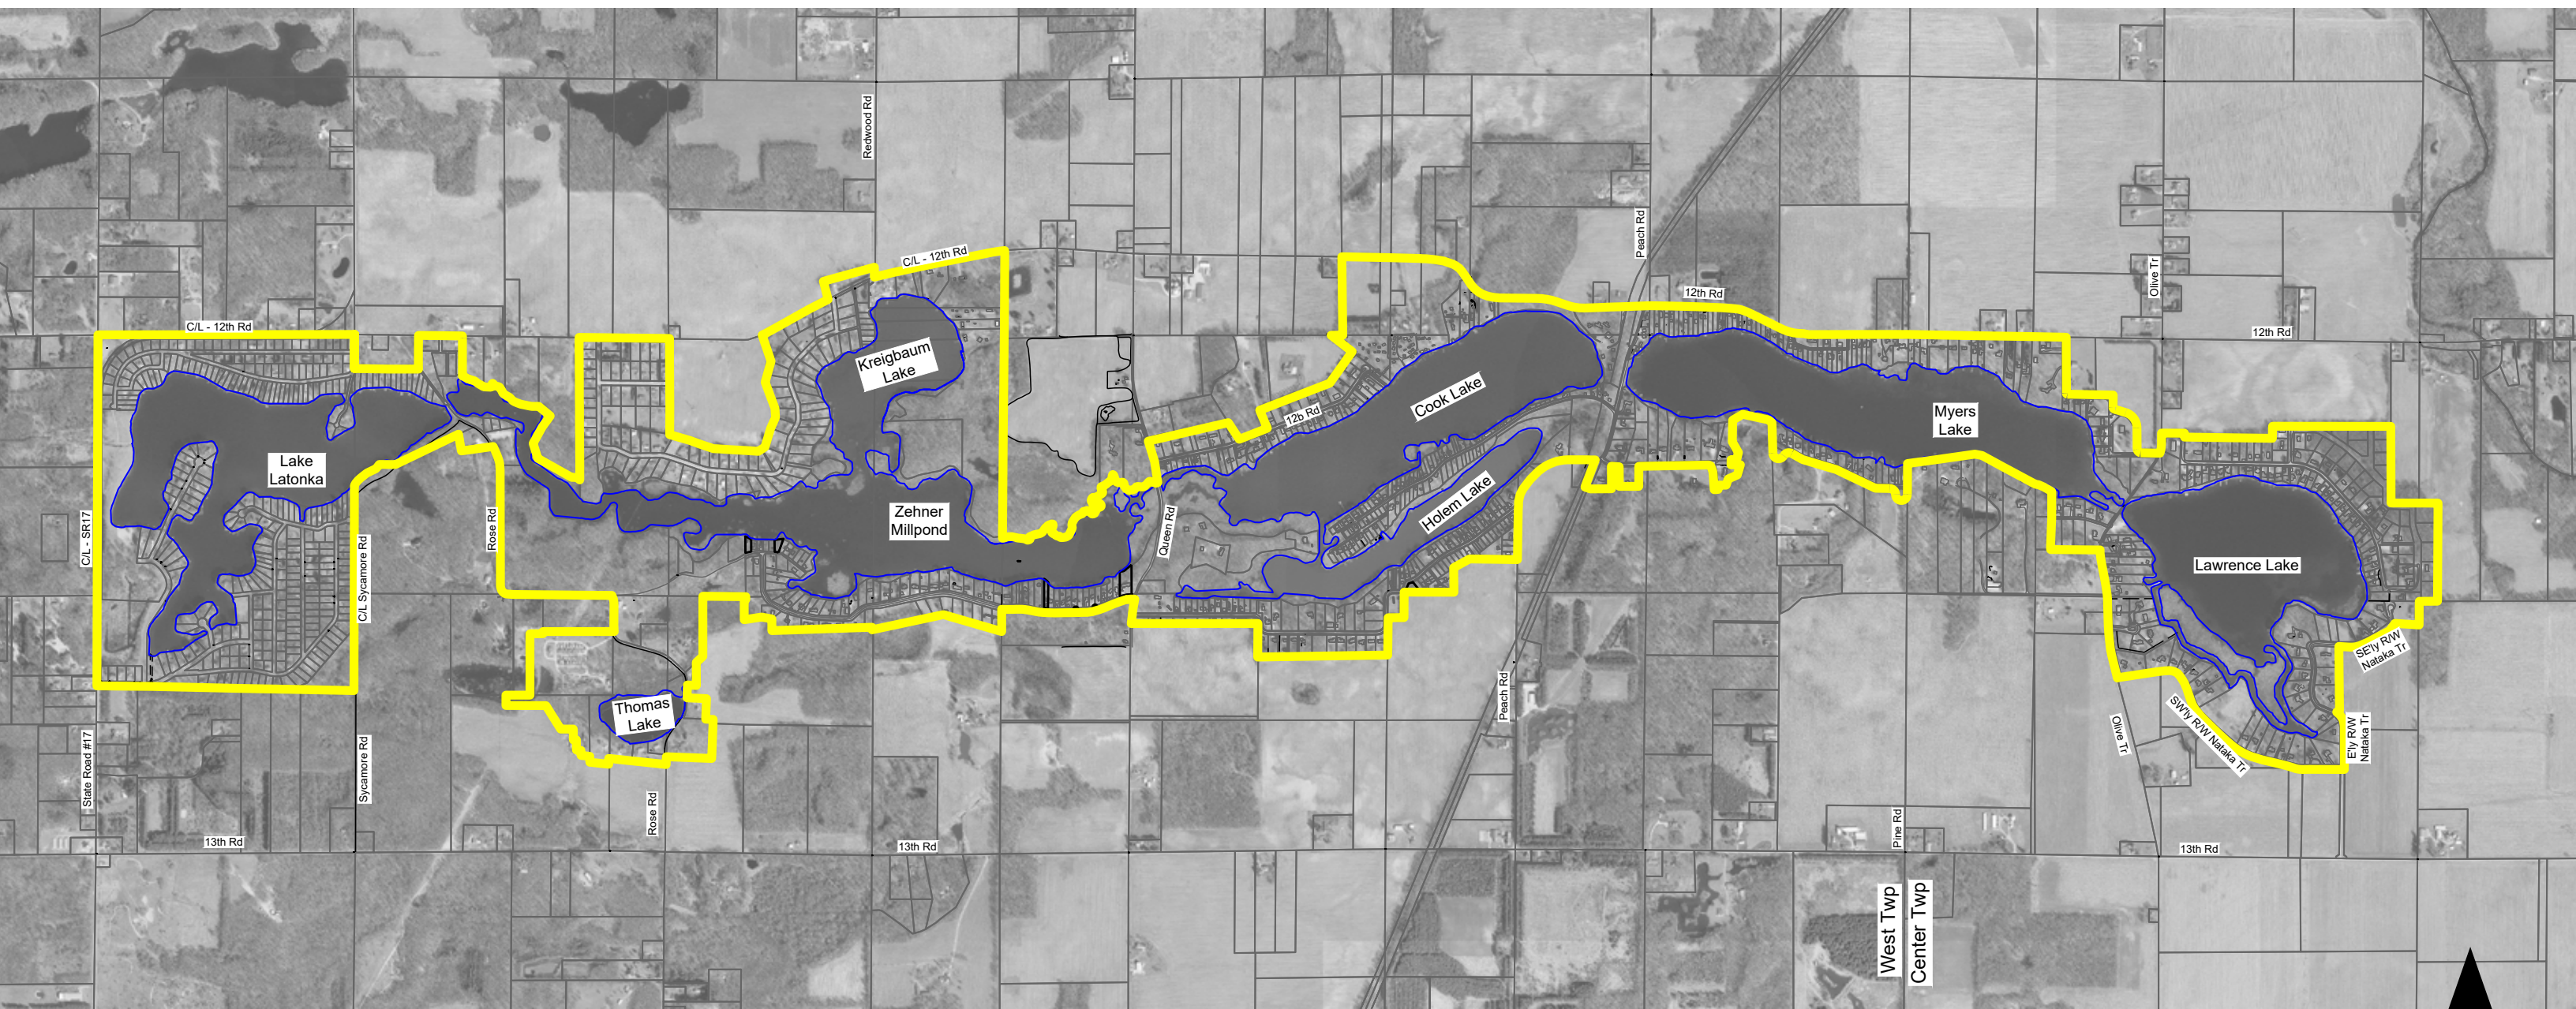 Redwood Rd
C/L - 12th Rd
Peach Rd
Olive Tr
12th Rd
C/L - 12th Rd
12th Rd
Kreigbaum
Lake
Cook Lake
12b Rd
Myers
Lake
Lake
Latonka
Holem Lake
Zehner
Millpond
Queen Rd
Rose Rd
C/L - SR17
C/L Sycamore Rd
Lawrence Lake
SE'ly R/W
Nataka Tr
Thomas
Lake
Peach Rd
Olive Tr
SW'ly R/W Nataka Tr
E'ly R/W
Nataka Tr
State Road #17
Sycamore Rd
Rose Rd
Pine Rd
13th Rd
13th Rd
13th Rd
West Twp
Center Twp